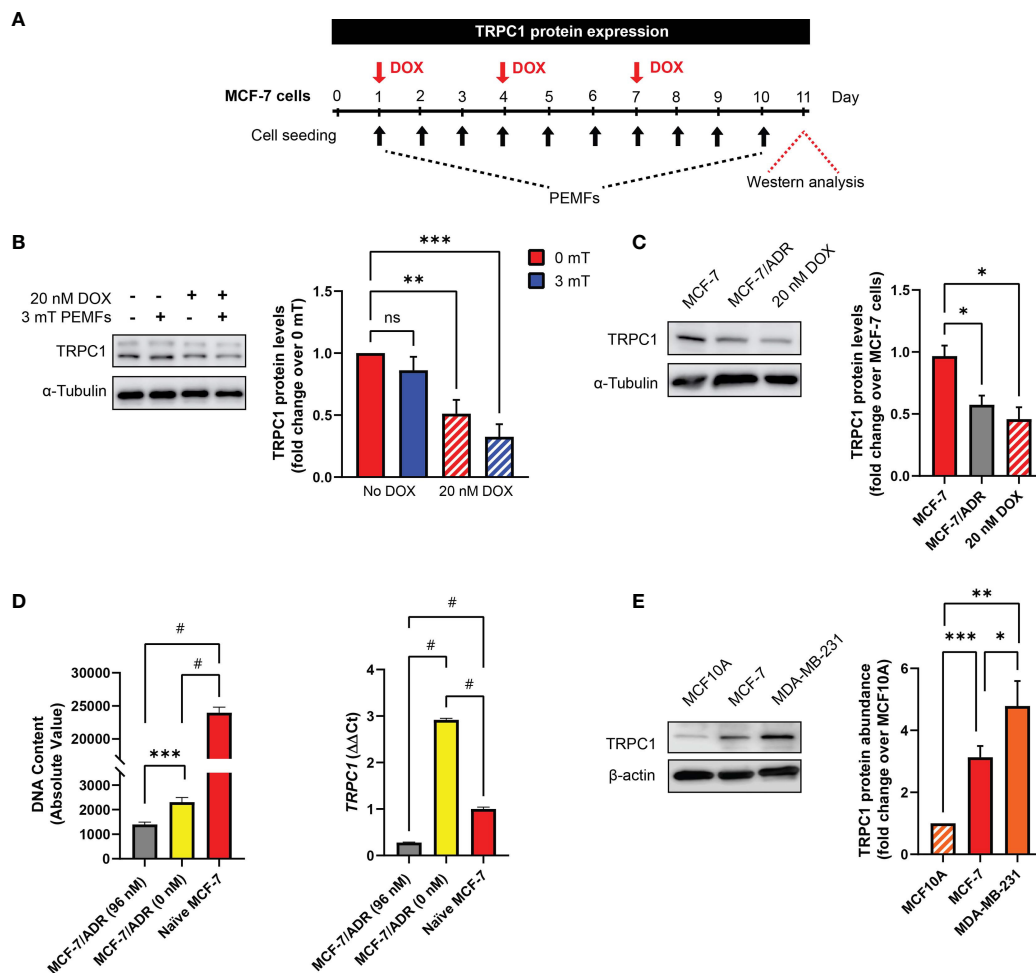 A
TRPC1 protein expression
DOX DOX DOX
MCF-7 cells 0 1 2 3 4 5 6 7 8 9 10 11 Day
Cell seeding
PEMFs
Western analysis
B
20 nM DOX - - + +
3 mT PEMFs - + - +
TRPC1
α-Tubulin
TRPC1 protein levels
(fold change over 0 mT)
1.5
1.0
0.5
0.0
***
**
ns
No DOX 20 nM DOX
0 mT
3 mT
C
MCF-7 MCF-7/ADR 20 nM DOX
TRPC1
α-Tubulin
TRPC1 protein levels
(fold change over MCF-7 cells)
1.5
1.0
0.5
0.0
*
*
MCF-7 MCF-7/ADR 20 nM DOX
D
DNA Content
(Absolute Value)
30000
25000
20000
3000
2000
1000
0
#
#
***
MCF-7/ADR (96 nM) MCF-7/ADR (0 nM) Naïve MCF-7
TRPC1 (ΔΔCt)
4
3
2
1
0
#
#
#
MCF-7/ADR (96 nM) MCF-7/ADR (0 nM) Naïve MCF-7
E
MCF10A MCF-7 MDA-MB-231
TRPC1
β-actin
TRPC1 protein abundance
(fold change over MCF10A)
8
6
4
2
0
**
*** *
MCF10A MCF-7 MDA-MB-231